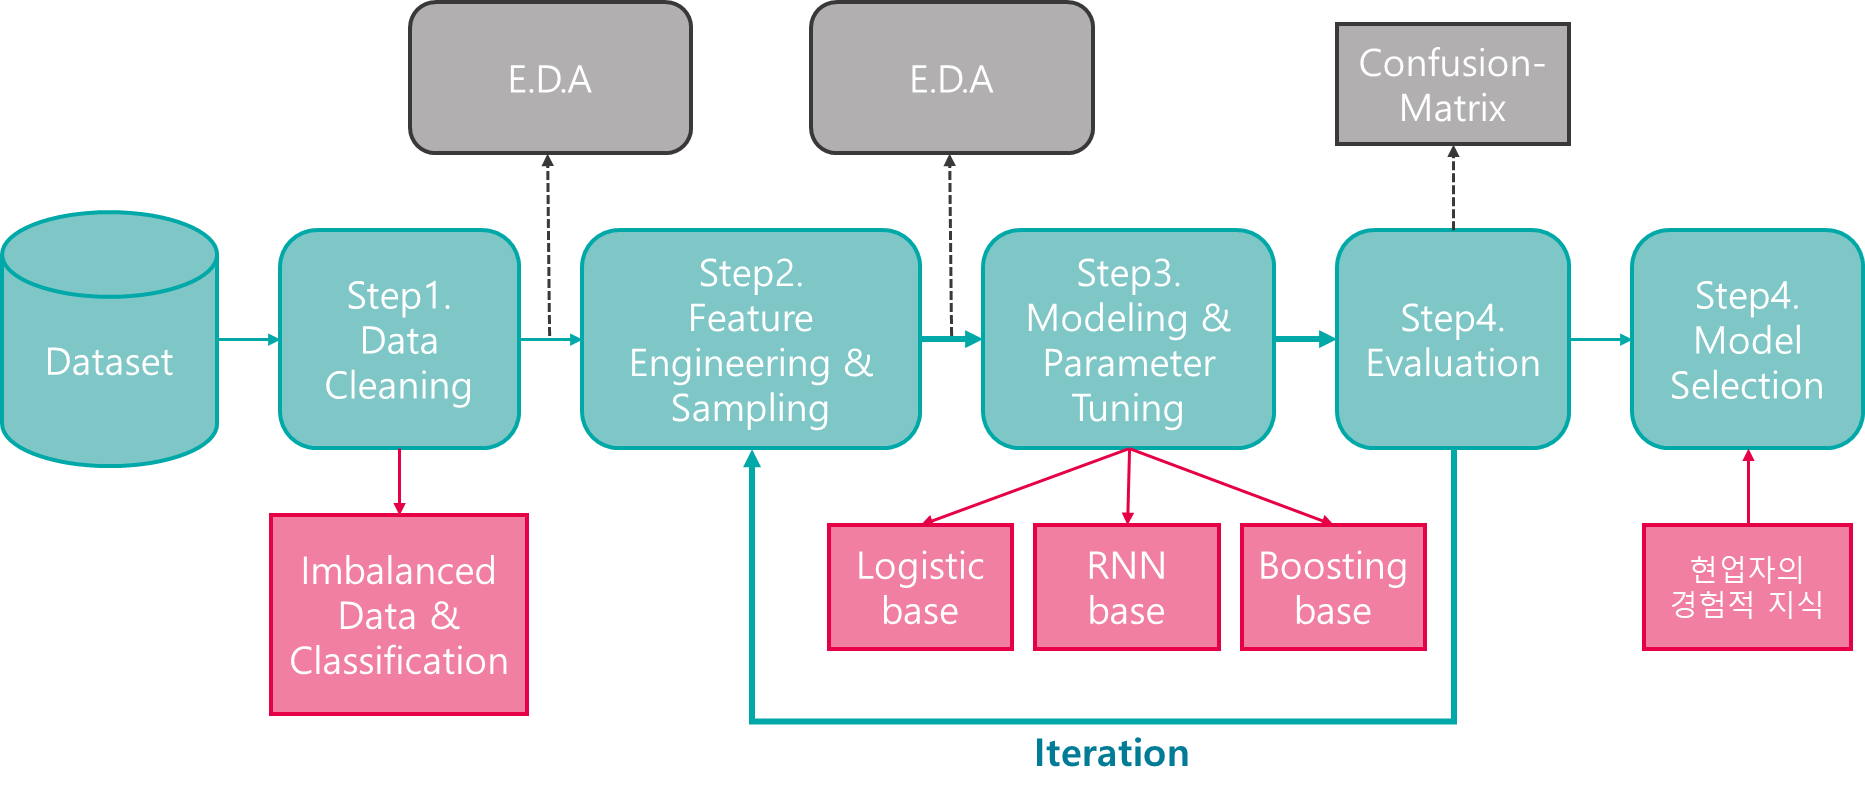 E.D.A
E.D.A
Confusion-
Matrix
Dataset
Step1.
Data
Cleaning
Step2.
Feature
Engineering &
Sampling
Step3.
Modeling &
Parameter
Tuning
Step4.
Evaluation
Step4.
Model
Selection
Imbalanced
Data &
Classification
Logistic
base
RNN
base
Boosting
base
현업자의
경험적 지식
Iteration